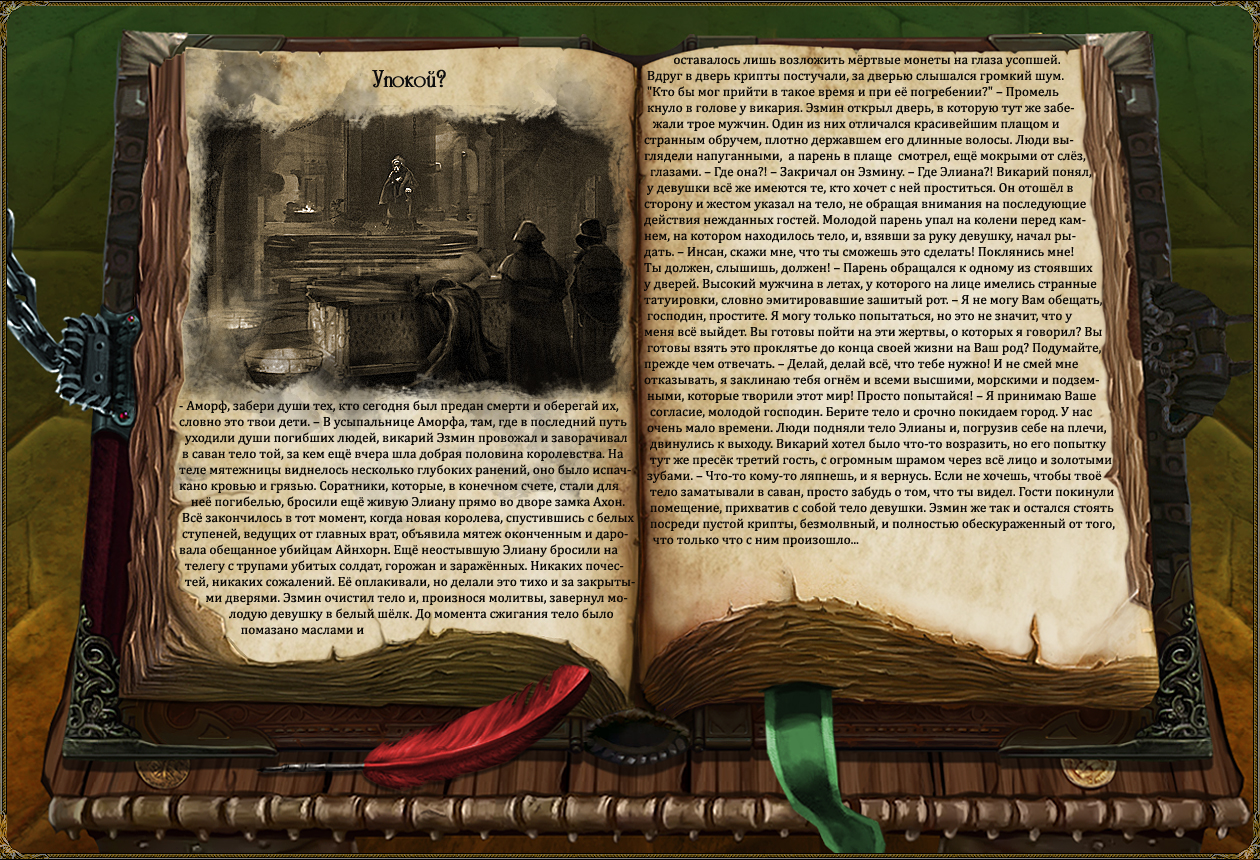 Упокой?
- Аморф, забери души тех, кто сегодня был предан смерти и оберегай их,
словно это твои дети. – В усыпальнице Аморфа, там, где в последний путь
уходили души погибших людей, викарий Эзмин провожал и заворачивал
в саван тело той, за кем ещё вчера шла добрая половина королевства. На
теле мятежницы виднелось несколько глубоких ранений, оно было испач-
кано кровью и грязью. Соратники, которые, в конечном счете, стали для
неё погибелью, бросили ещё живую Элиану прямо во дворе замка Ахон.
Всё закончилось в тот момент, когда новая королева, спустившись с белых
ступеней, ведущих от главных врат, объявила мятеж оконченным и даро-
вала обещанное убийцам Айнхорн. Ещё неостывшую Элиану бросили на
телегу с трупами убитых солдат, горожан и заражённых. Никаких почес-
тей, никаких сожалений. Её оплакивали, но делали это тихо и за закрыты-
ми дверями. Эзмин очистил тело и, произнося молитвы, завернул мо-
лодую девушку в белый шёлк. До момента сжигания тело было
помазано маслами и
оставалось лишь возложить мёртвые монеты на глаза усопшей.
Вдруг в дверь крипты постучали, за дверью слышался громкий шум.
"Кто бы мог прийти в такое время и при её погребении?" – Промель
кнуло в голове у викария. Эзмин открыл дверь, в которую тут же забе-
жали трое мужчин. Один из них отличался красивейшим плащом и
странным обручем, плотно державшем его длинные волосы. Люди вы-
глядели напуганными, а парень в плаще смотрел, ещё мокрыми от слёз,
глазами. – Где она?! – Закричал он Эзмину. – Где Элиана?! Викарий понял,
у девушки всё же имеются те, кто хочет с ней проститься. Он отошёл в
сторону и жестом указал на тело, не обращая внимания на последующие
действия нежданных гостей. Молодой парень упал на колени перед кам-
нем, на котором находилось тело, и, взявши за руку девушку, начал ры-
дать. – Инсан, скажи мне, что ты сможешь это сделать! Поклянись мне!
Ты должен, слышишь, должен! – Парень обращался к одному из стоявших
у дверей. Высокий мужчина в летах, у которого на лице имелись странные
татуировки, словно эмитировавшие зашитый рот. – Я не могу Вам обещать,
господин, простите. Я могу только попытаться, но это не значит, что у
меня всё выйдет. Вы готовы пойти на эти жертвы, о которых я говорил? Вы
готовы взять это проклятье до конца своей жизни на Ваш род? Подумайте,
прежде чем отвечать. – Делай, делай всё, что тебе нужно! И не смей мне
отказывать, я заклинаю тебя огнём и всеми высшими, морскими и подзем-
ными, которые творили этот мир! Просто попытайся! – Я принимаю Ваше
согласие, молодой господин. Берите тело и срочно покидаем город. У нас
очень мало времени. Люди подняли тело Элианы и, погрузив себе на плечи,
двинулись к выходу. Викарий хотел было что-то возразить, но его попытку
тут же пресёк третий гость, с огромным шрамом через всё лицо и золотыми
зубами. – Что-то кому-то ляпнешь, и я вернусь. Если не хочешь, чтобы твоё
тело заматывали в саван, просто забудь о том, что ты видел. Гости покинули
помещение, прихватив с собой тело девушки. Эзмин же так и остался стоять
посреди пустой крипты, безмолвный, и полностью обескураженный от того,
что только что с ним произошло...